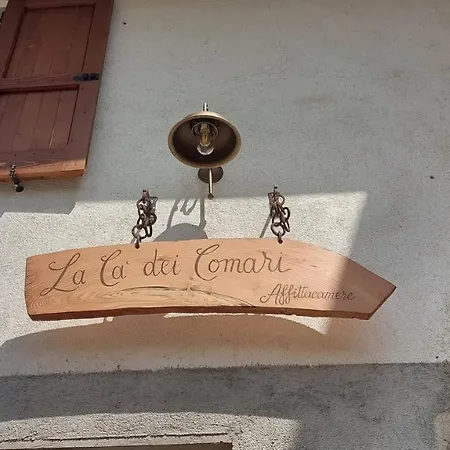 La Ca' dei Comari
Affittacamere